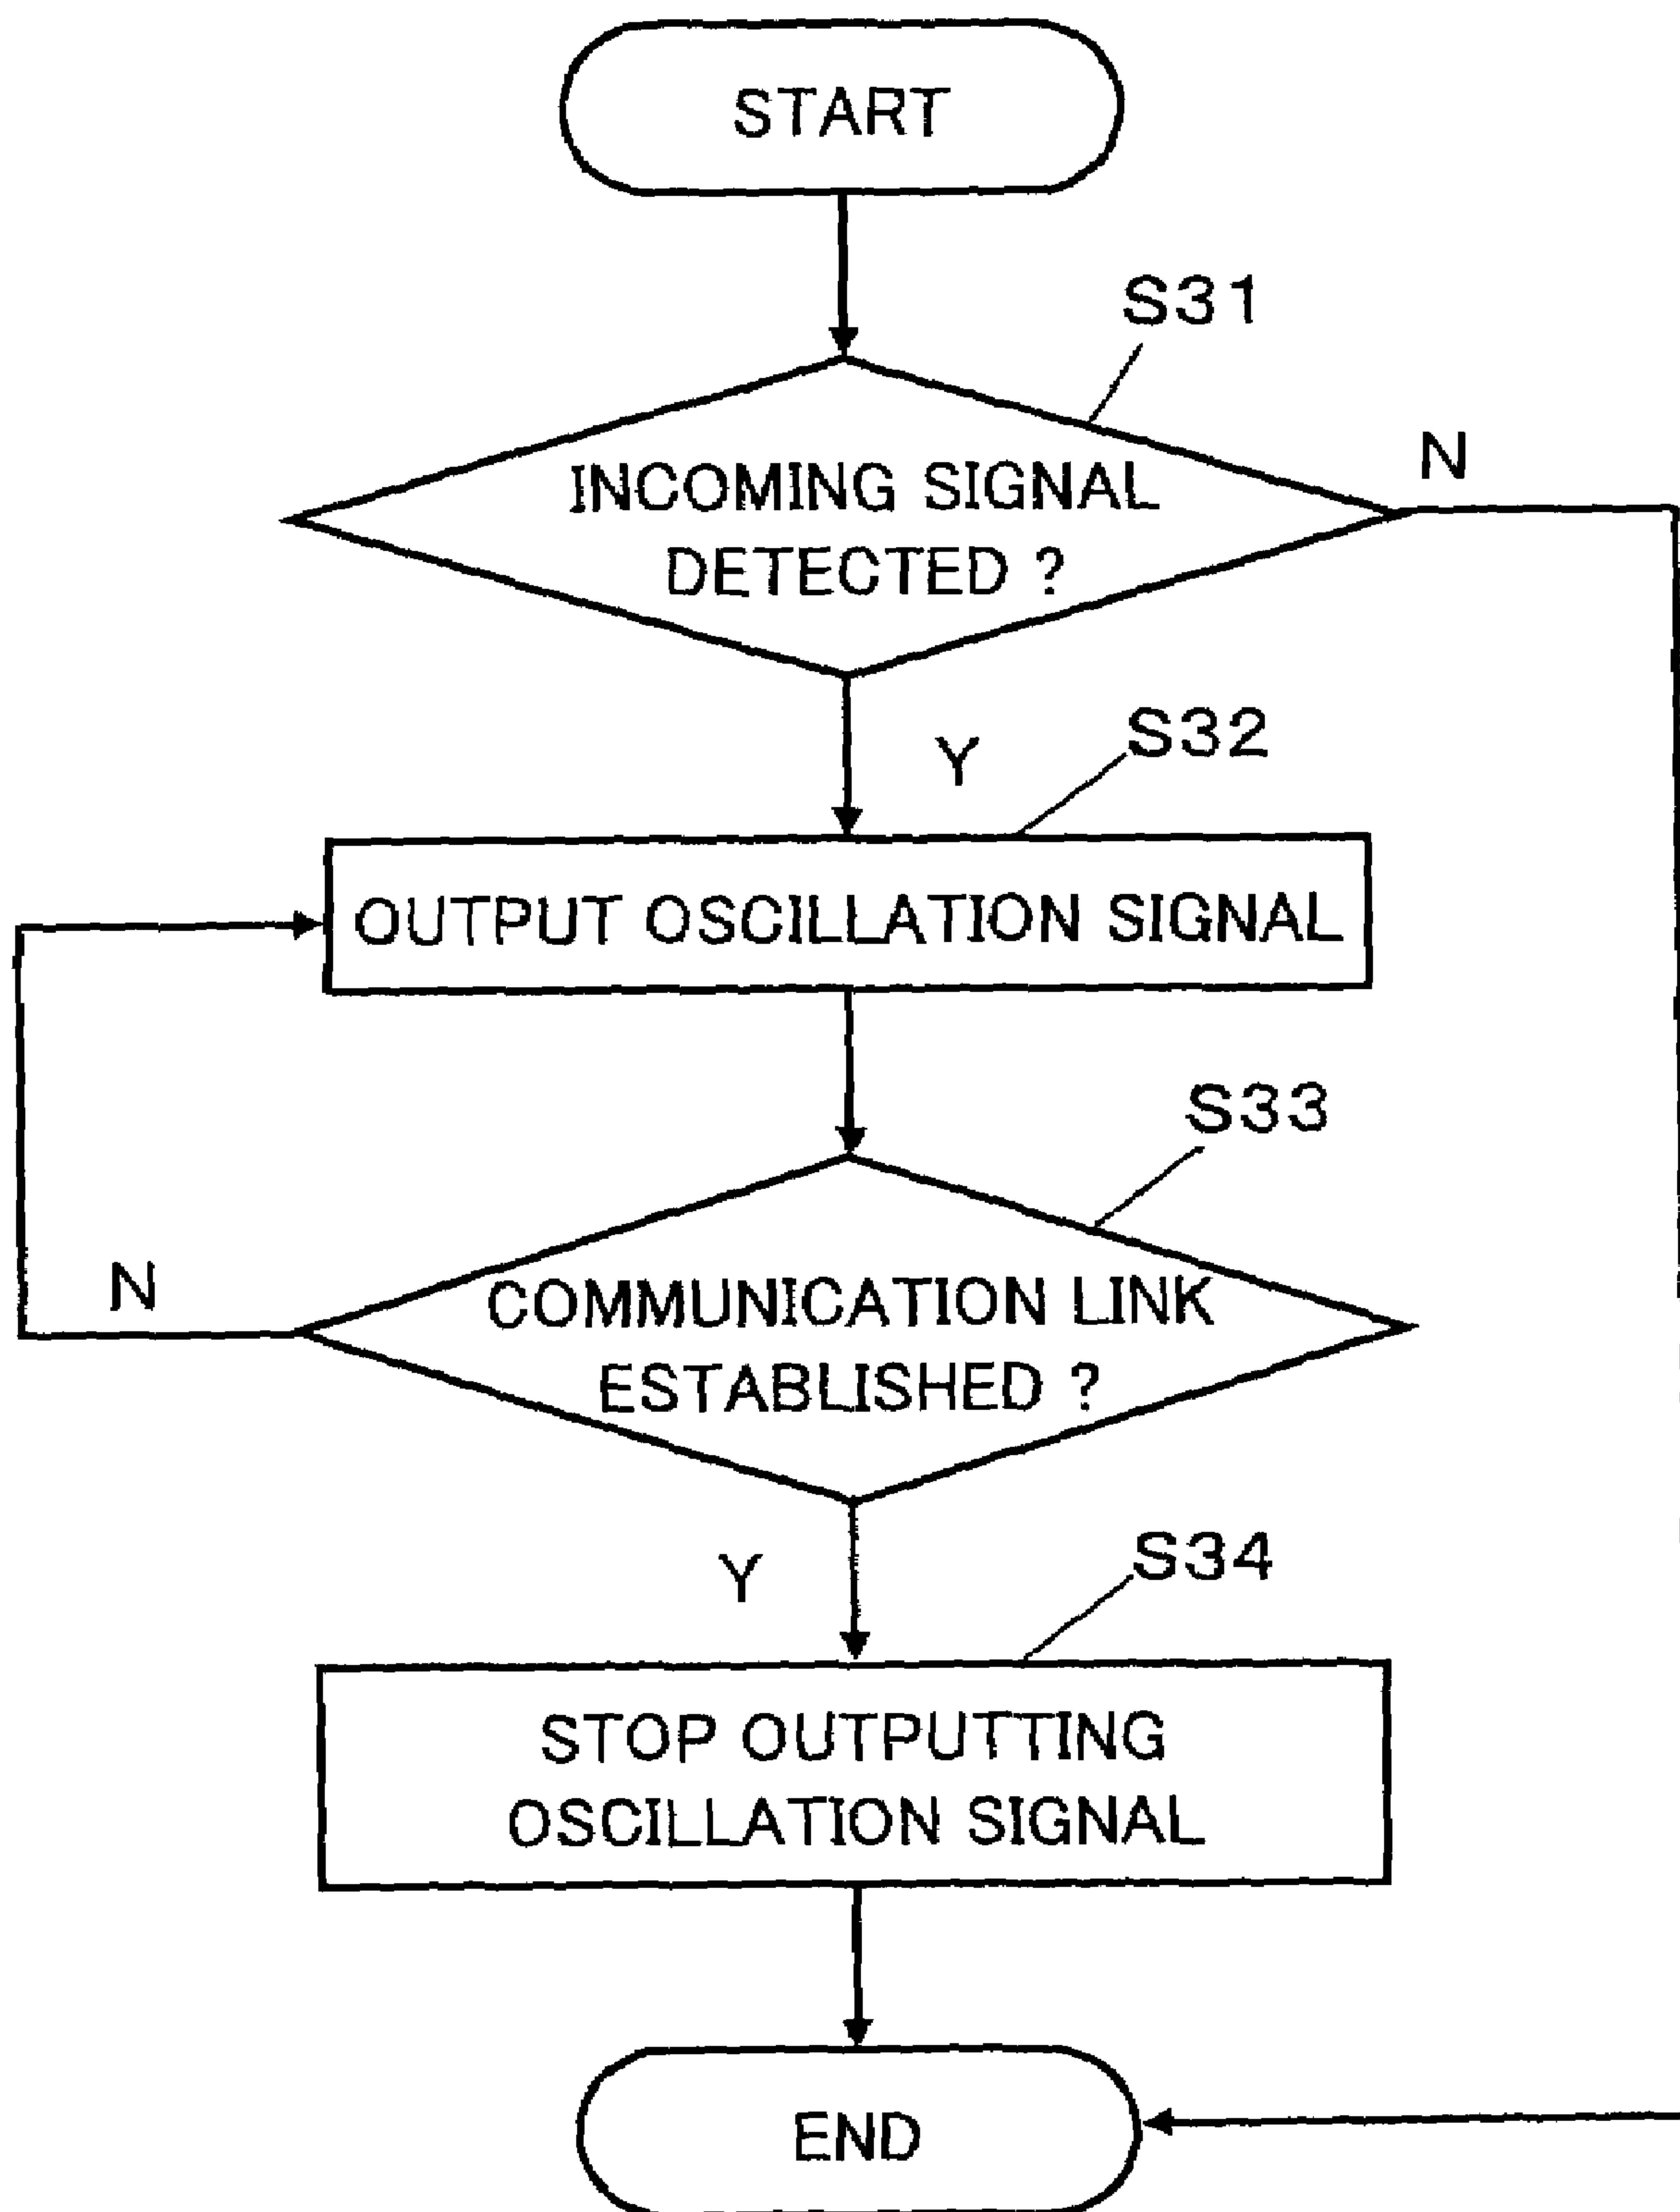 START
S31
N
INCOMING SIGNAL
DETECTED ?
Y
S32
OUTPUT OSCILLATION SIGNAL
S33
N
COMMUNICATION LINK
ESTABLISHED ?
Y
S34
STOP OUTPUTTING
OSCILLATION SIGNAL
END